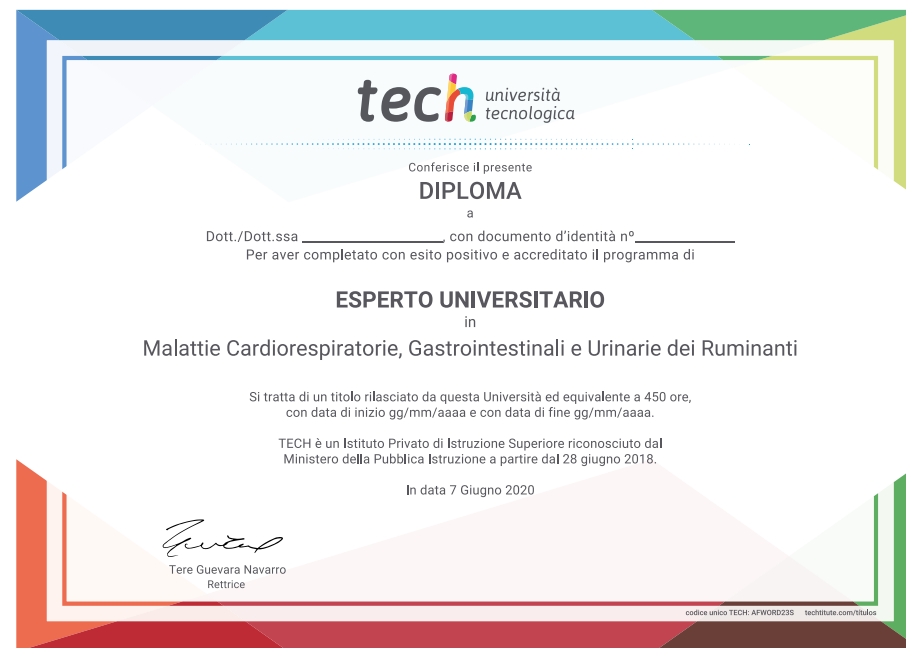 tech università
tecnologica
Conferisce il presente
DIPLOMA
a
Dott./Dott.ssa ____________________, con documento d'identità nº______________
Per aver completato con esito positivo e accreditato il programma di
ESPERTO UNIVERSITARIO
in
Malattie Cardiorespiratorie, Gastrointestinali e Urinarie dei Ruminanti
Si tratta di un titolo rilasciato da questa Università ed equivalente a 450 ore,
con data di inizio gg/mm/aaaa e con data di fine gg/mm/aaaa.
TECH è un Istituto Privato di Istruzione Superiore riconosciuto dal
Ministero della Pubblica Istruzione a partire dal 28 giugno 2018.
In data 7 Giugno 2020
Tere Guevara Navarro
Rettrice
codice unico TECH: AFWORD23S techtitute.com/titulos